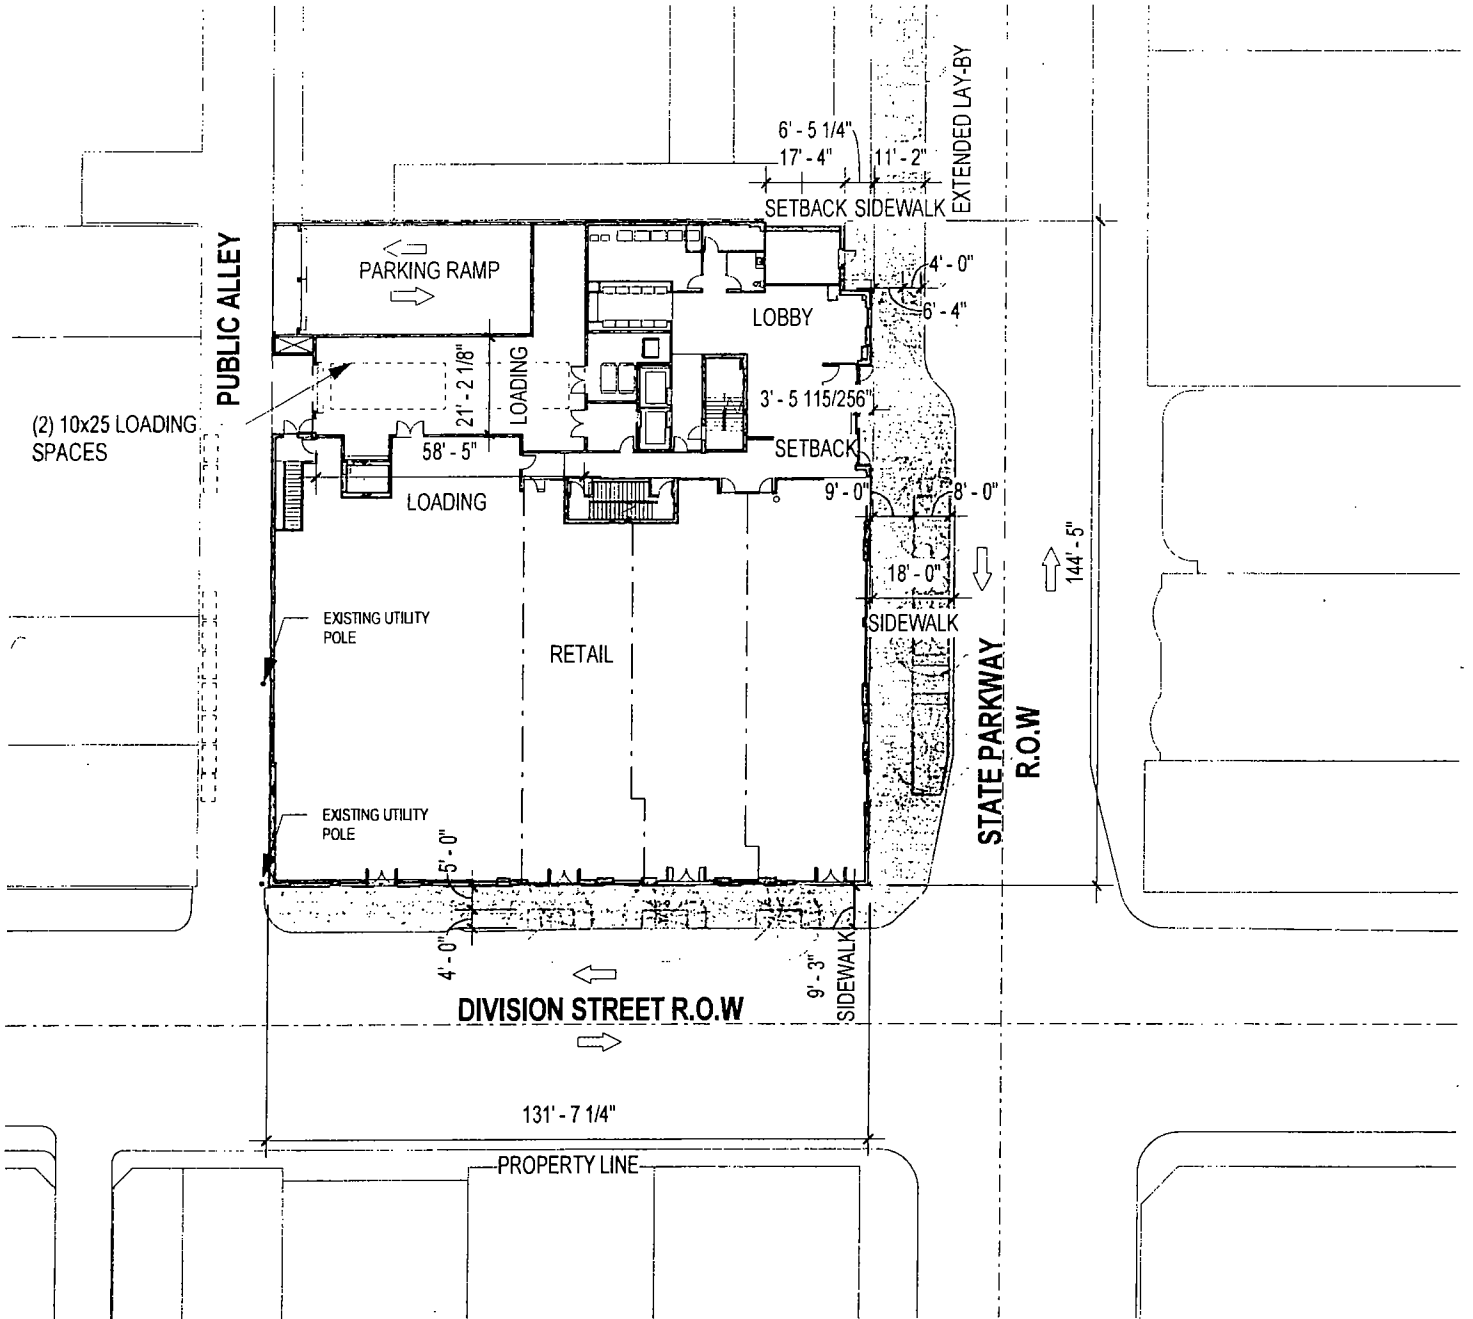 EXTENDED LAY-BY
6' - 5 1/4"
17' - 4"
11' - 2"
SETBACK
SIDEWALK
PUBLIC ALLEY
PARKING RAMP
4' - 0"
6' - 4"
LOBBY
21' - 2 1/8"
LOADING
3' - 5 115/256"
(2) 10x25 LOADING
SPACES
58' - 5"
SETBACK
LOADING
9' - 0"
8' - 0"
144' - 5"
18' - 0"
SIDEWALK
EXISTING UTILITY
POLE
RETAIL
STATE PARKWAY
R.O.W
EXISTING UTILITY
POLE
5' - 0"
4' - 0"
9' - 3"
SIDEWALK
DIVISION STREET R.O.W
131' - 7 1/4"
PROPERTY LINE